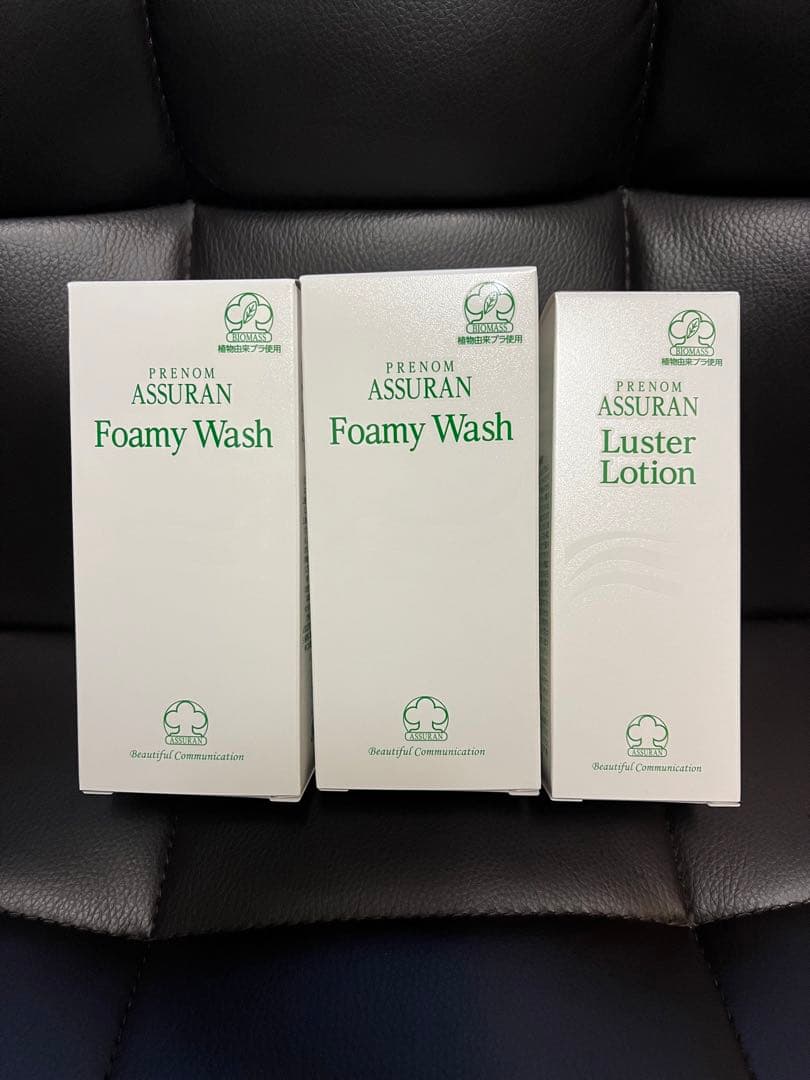 BIOMASS
植物由来プラ使用
PRENOM
ASSURAN
Foamy Wash
ASSURAN
Beautiful Communication
BIOMASS
植物由来プラ使用
PRENOM
ASSURAN
Foamy Wash
ASSURAN
Beautiful Communication
BIOMASS
植物由来プラ使用
PRENOM
ASSURAN
Luster
Lotion
ASSURAN
Beautiful Communication